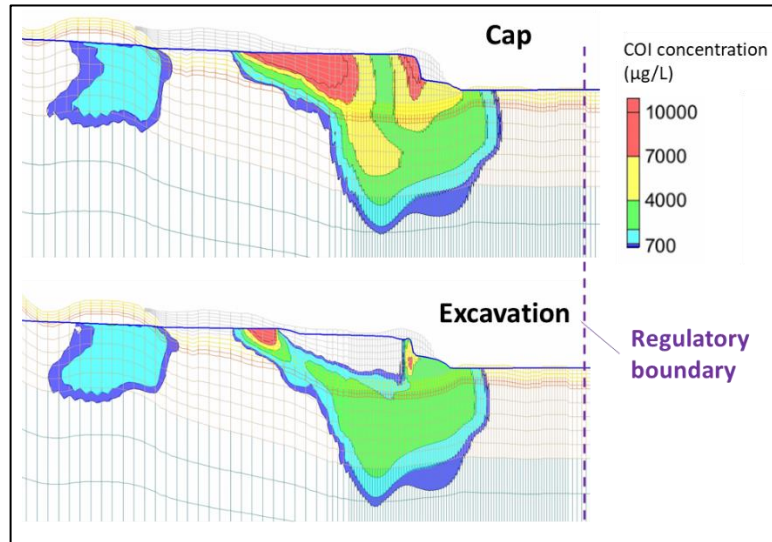 Cap
COI concentration
(µg/L)
10000
7000
4000
700
Excavation
Regulatory
boundary